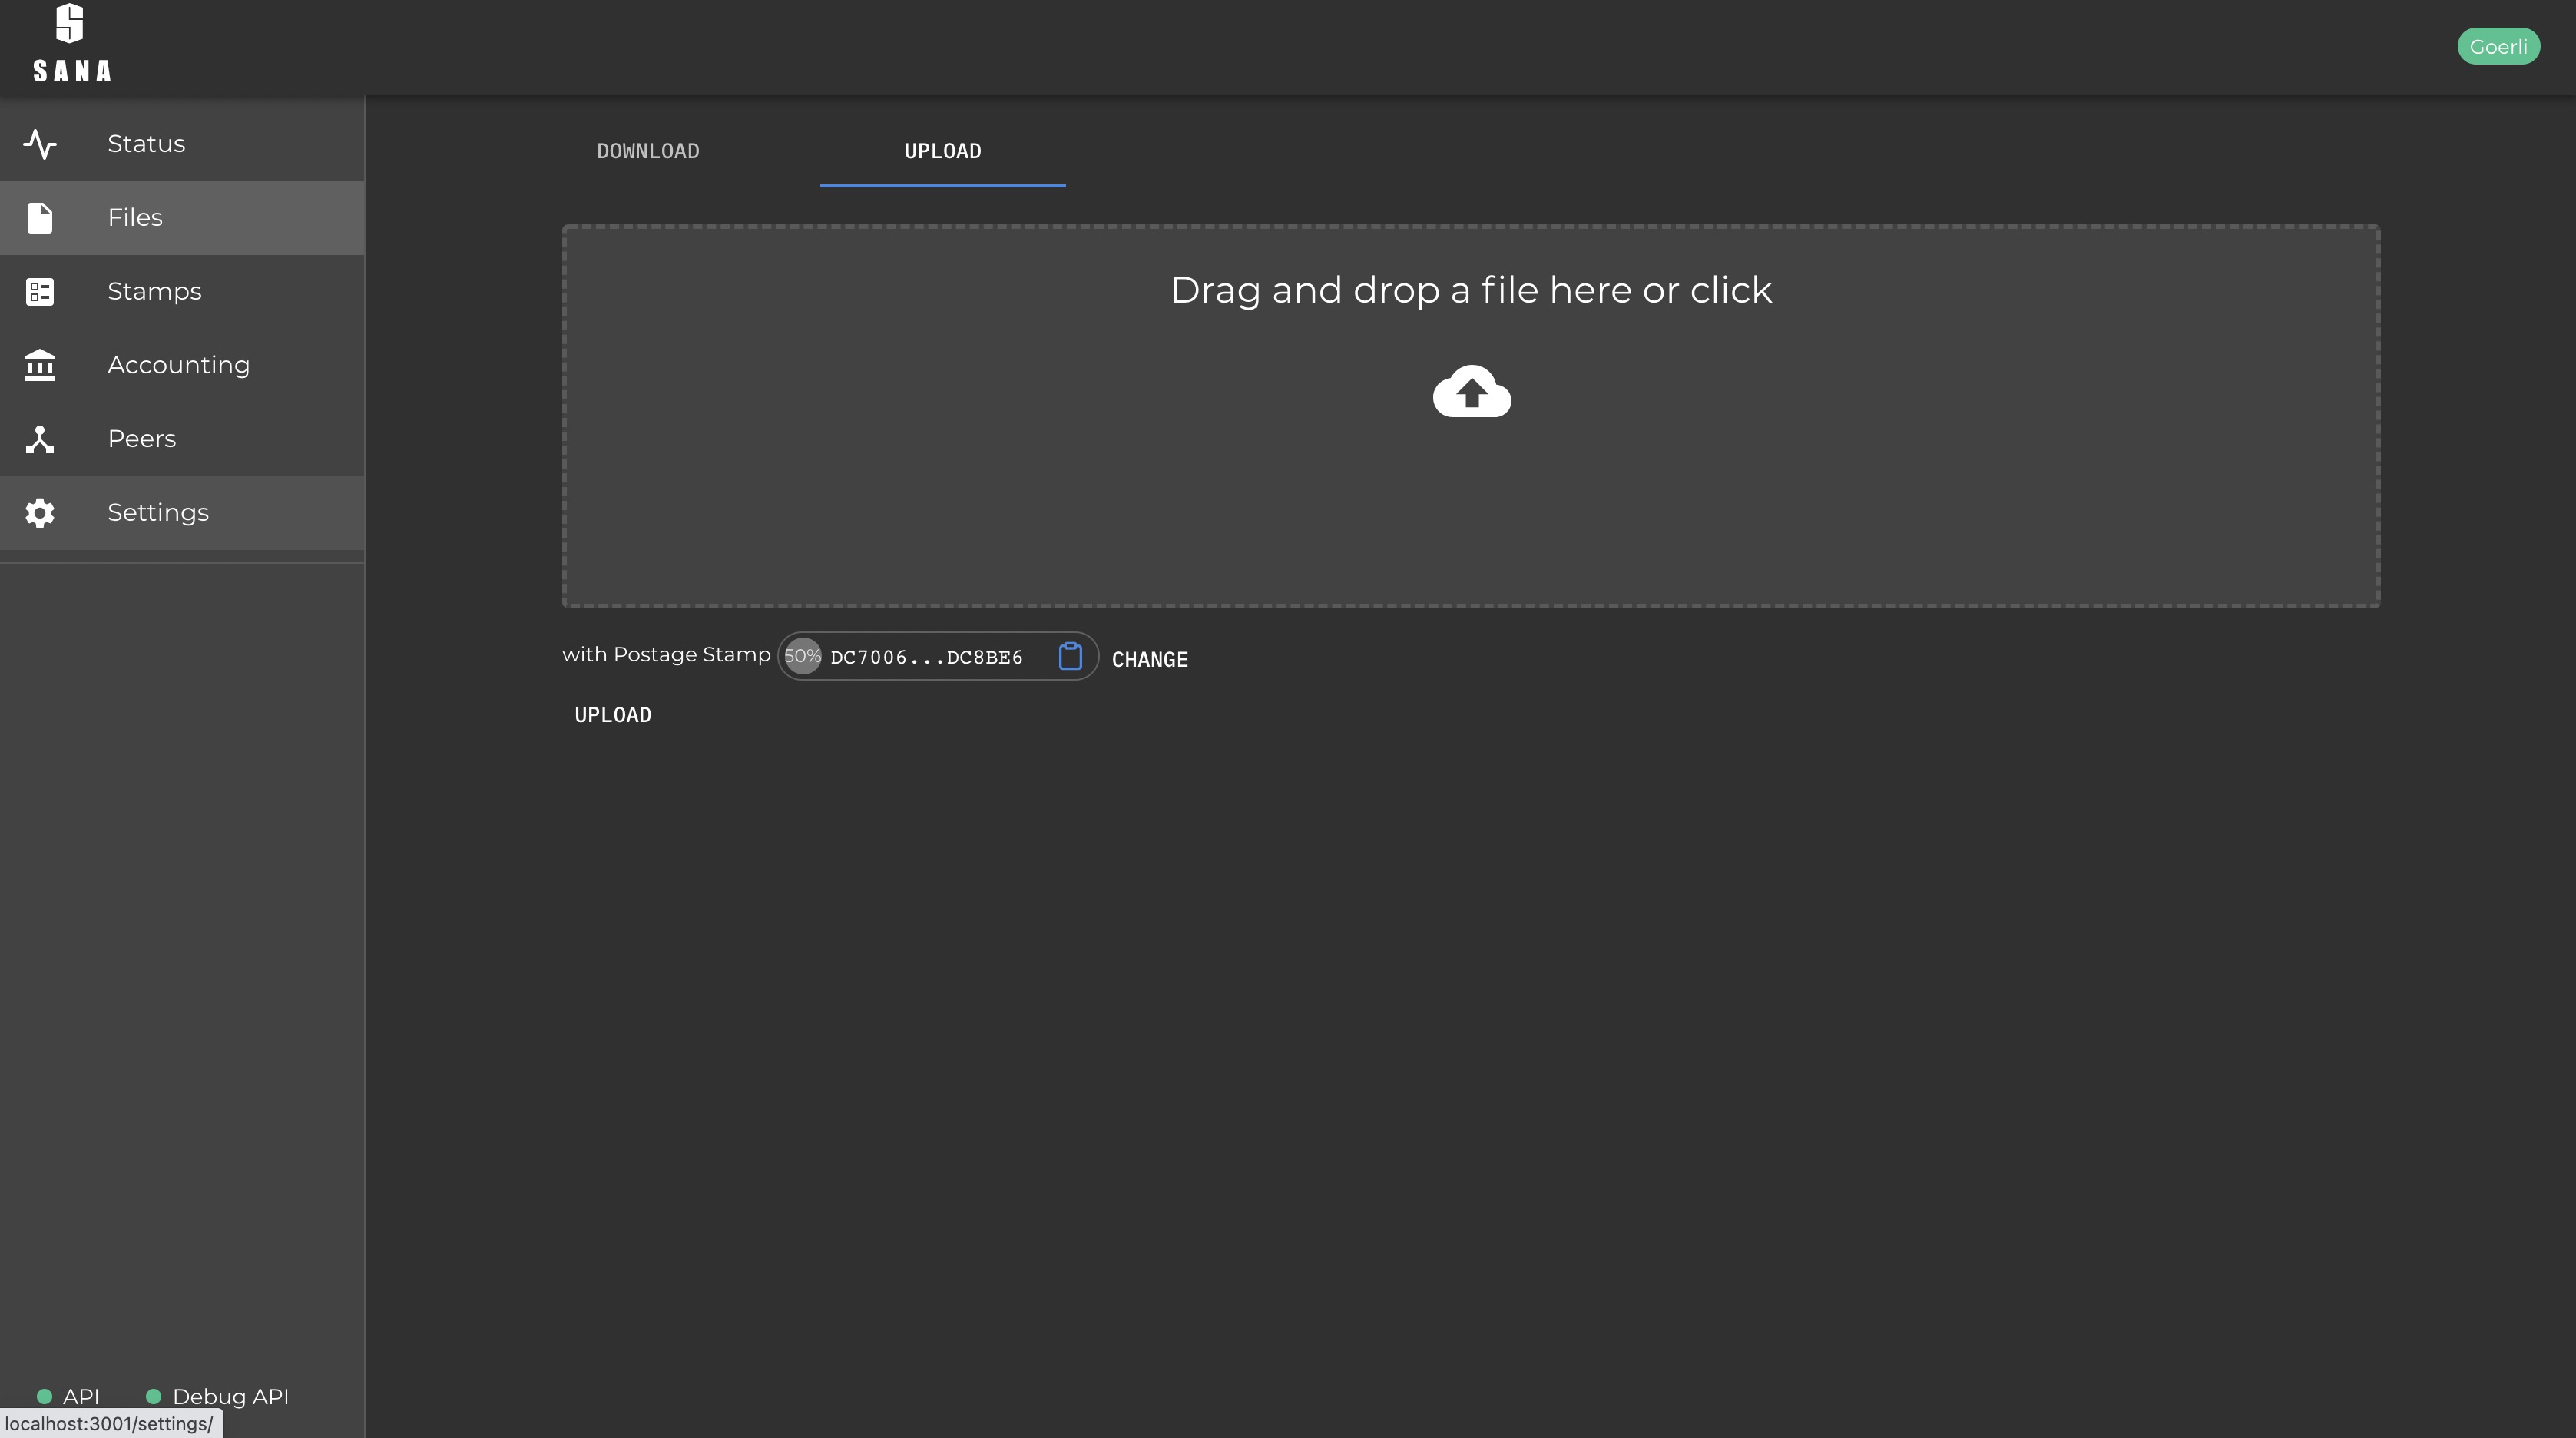 SANA
Goerli
Status
Files
Stamps
Accounting
Peers
Settings
DOWNLOAD
UPLOAD
Drag and drop a file here or click
with Postage Stamp 50% DC7006...DC8BE6 CHANGE
UPLOAD
API
Debug API
localhost:3001/settings/